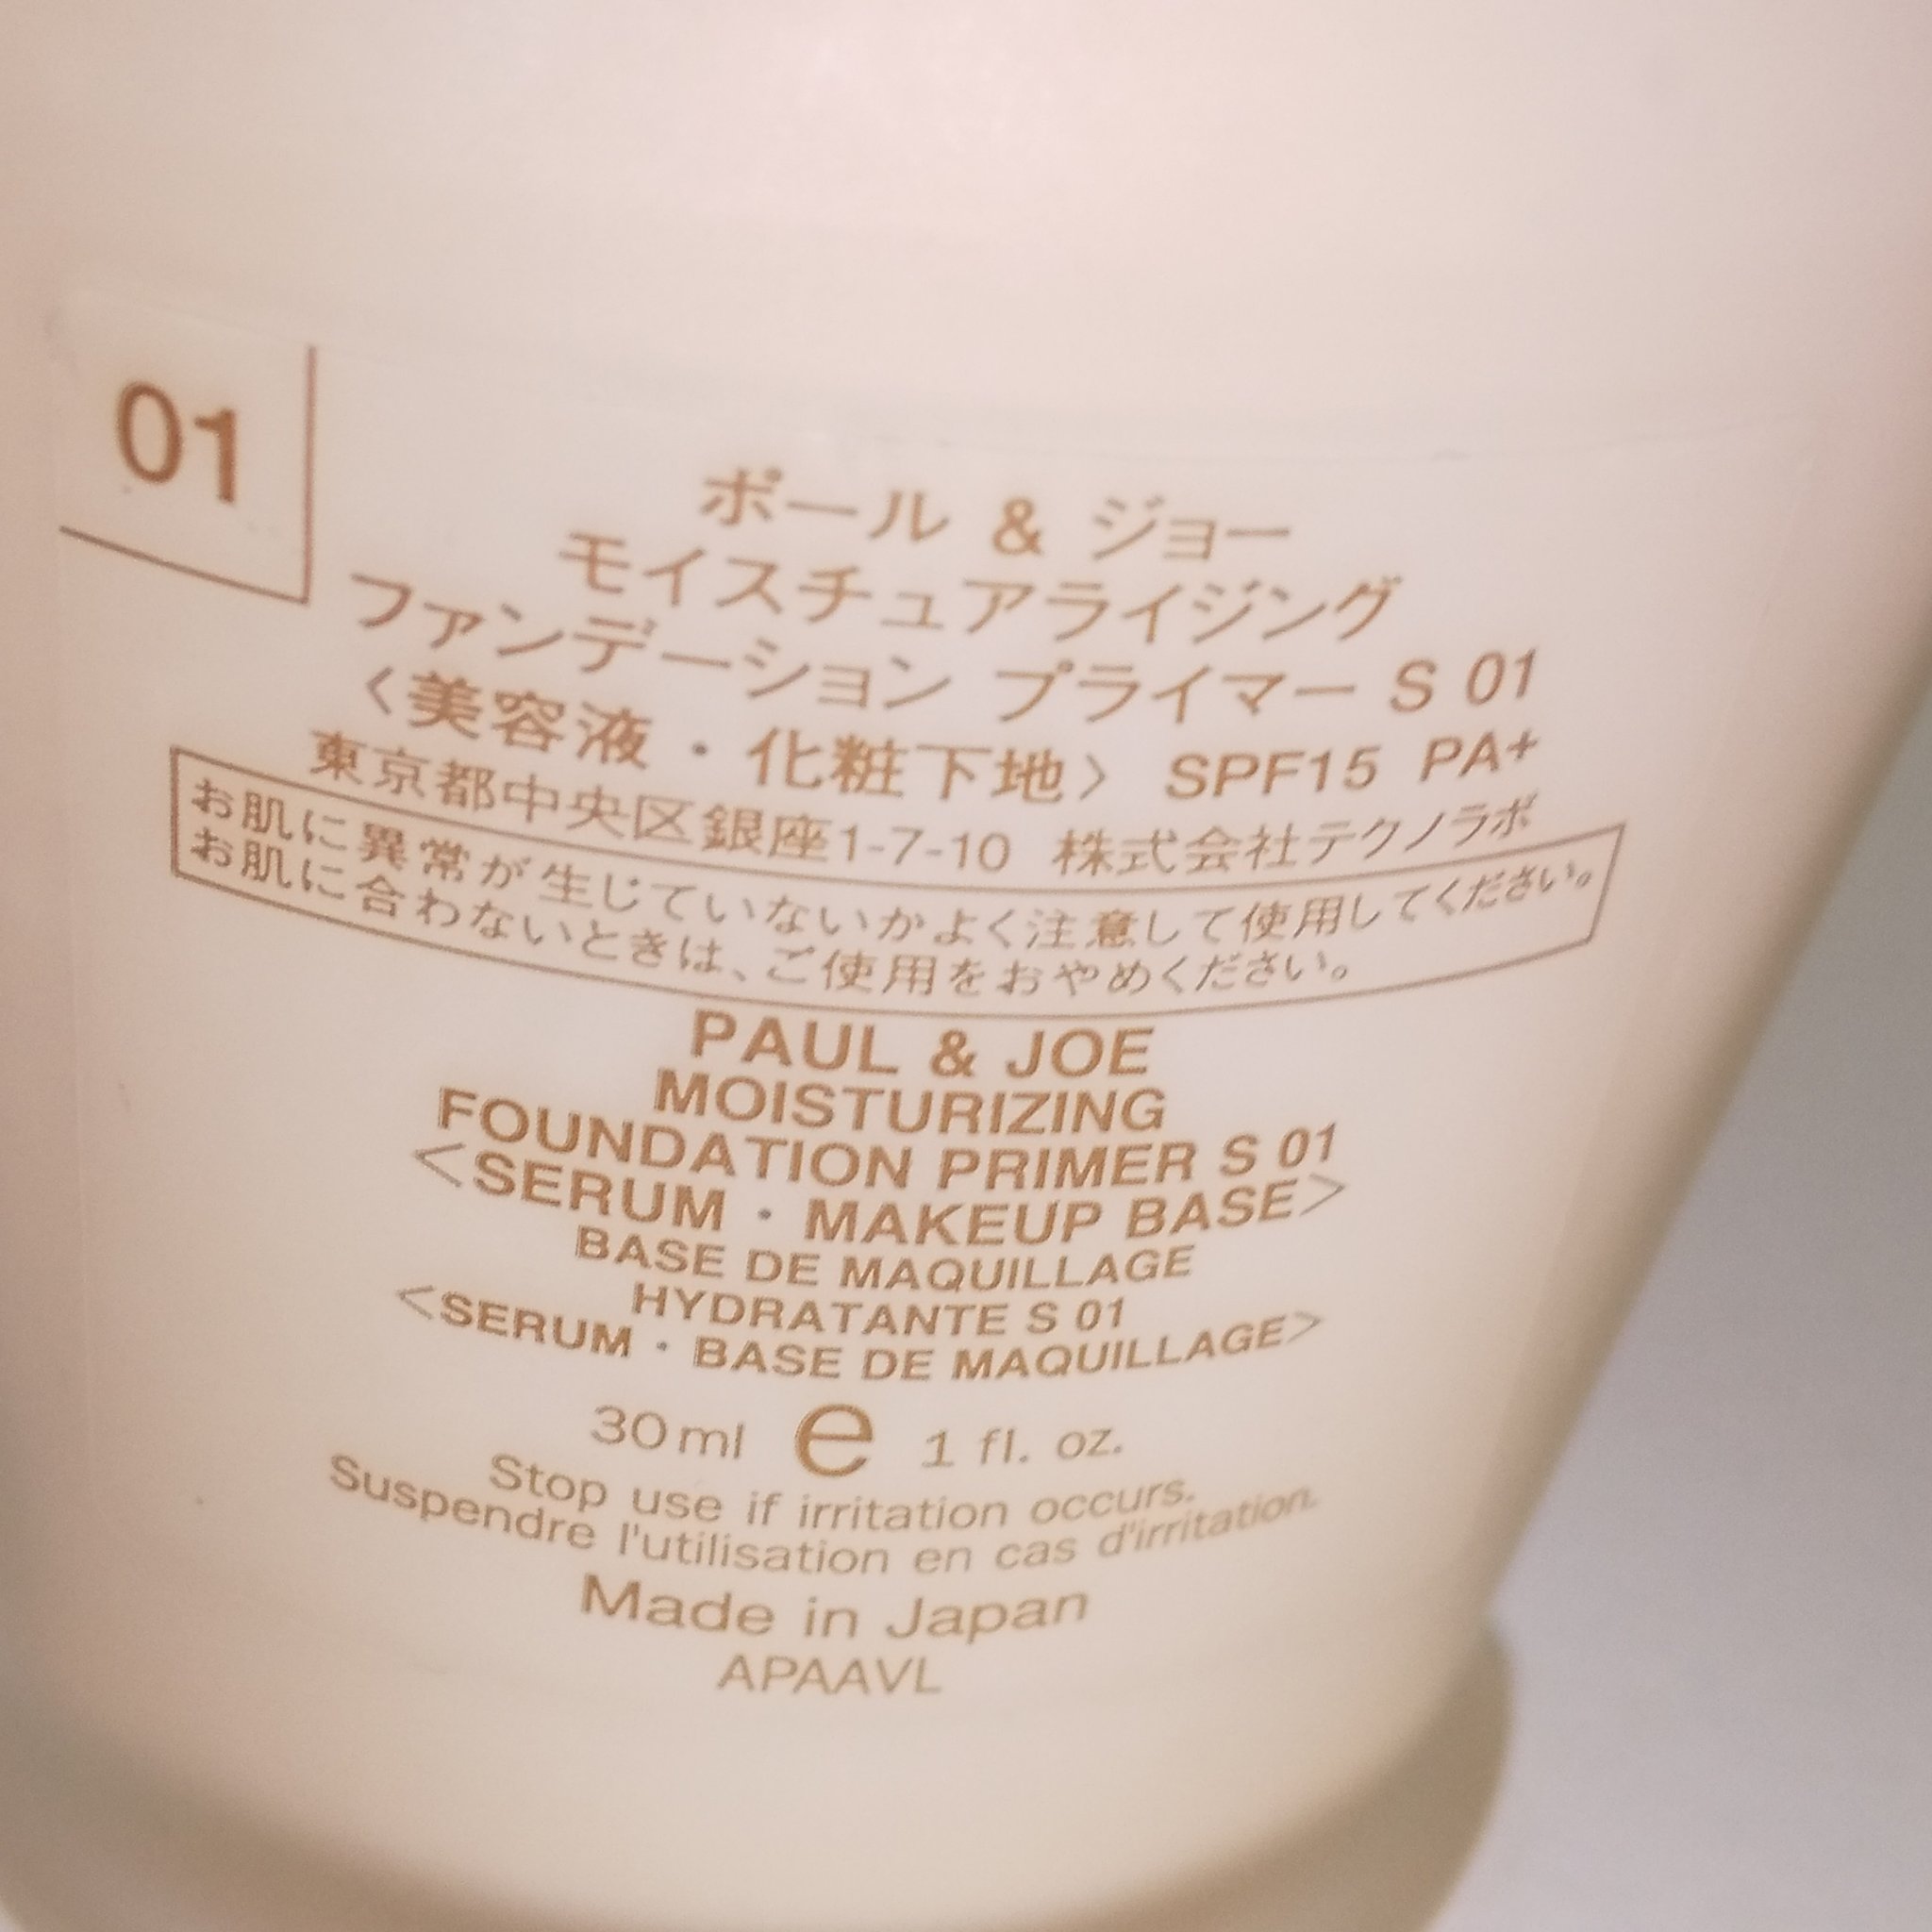 01
ポール & ジョー
モイスチュアライジング
ファンデーション プライマー S 01
〈美容液・化粧下地〉 SPF15 PA+
東京都中央区銀座1-7-10 株式会社テクノラボ
お肌に異常が生じていないかよく注意して使用してください。
お肌に合わないときは、ご使用をおやめください。
PAUL & JOE
MOISTURIZING
FOUNDATION PRIMER S 01
<SERUM・MAKEUP BASE>
BASE DE MAQUILLAGE
HYDRATANTE S 01
<SERUM・BASE DE MAQUILLAGE>
30 ml e 1 fl. oz.
Stop use if irritation occurs.
Suspendre l'utilisation en cas d'irritation.
Made in Japan
APAAVL